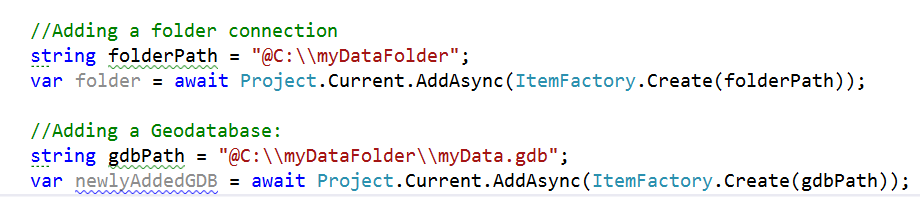 //Adding a folder connection
string folderPath = "@C:\\myDataFolder";
var folder = await Project.Current.AddAsync(ItemFactory.Create(folderPath));
//Adding a Geodatabase:
string gdbPath = "@C:\\myDataFolder\\myData.gdb";
var newlyAddedGDB = await Project.Current.AddAsync(ItemFactory.Create(gdbPath));